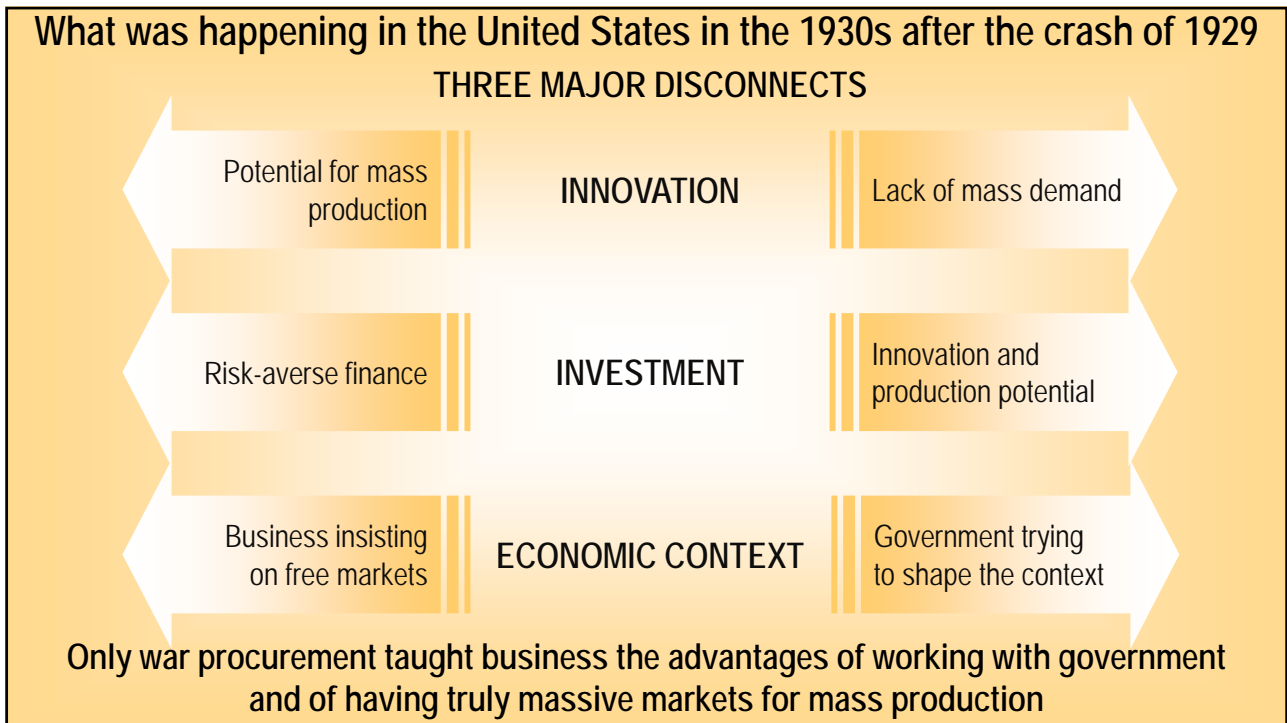 What was happening in the United States in the 1930s after the crash of 1929
THREE MAJOR DISCONNECTS
Potential for mass
production
INNOVATION
Lack of mass demand
Risk-averse finance
INVESTMENT
Innovation and
production potential
Business insisting
on free markets
ECONOMIC CONTEXT
Government trying
to shape the context
Only war procurement taught business the advantages of working with government
and of having truly massive markets for mass production